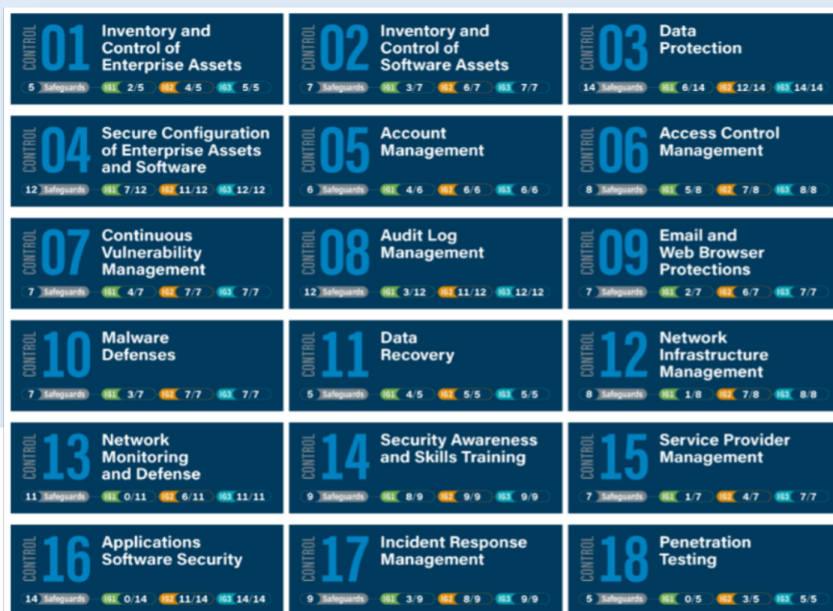 CONTROL 01 Inventory and
Control of
Enterprise Assets
5 Safeguards IG1 2/5 IG2 4/5 IG3 5/5
CONTROL 02 Inventory and
Control of
Software Assets
7 Safeguards IG1 3/7 IG2 6/7 IG3 7/7
CONTROL 03 Data
Protection
14 Safeguards IG1 6/14 IG2 12/14 IG3 14/14
CONTROL 04 Secure Configuration
of Enterprise Assets
and Software
12 Safeguards IG1 7/12 IG2 11/12 IG3 12/12
CONTROL 05 Account
Management
6 Safeguards IG1 4/6 IG2 6/6 IG3 6/6
CONTROL 06 Access Control
Management
8 Safeguards IG1 5/8 IG2 7/8 IG3 8/8
CONTROL 07 Continuous
Vulnerability
Management
7 Safeguards IG1 4/7 IG2 7/7 IG3 7/7
CONTROL 08 Audit Log
Management
12 Safeguards IG1 3/12 IG2 11/12 IG3 12/12
CONTROL 09 Email and
Web Browser
Protections
7 Safeguards IG1 2/7 IG2 6/7 IG3 7/7
CONTROL 10 Malware
Defenses
7 Safeguards IG1 3/7 IG2 7/7 IG3 7/7
CONTROL 11 Data
Recovery
5 Safeguards IG1 4/5 IG2 5/5 IG3 5/5
CONTROL 12 Network
Infrastructure
Management
8 Safeguards IG1 1/8 IG2 7/8 IG3 8/8
CONTROL 13 Network
Monitoring
and Defense
11 Safeguards IG1 0/11 IG2 6/11 IG3 11/11
CONTROL 14 Security Awareness
and Skills Training
9 Safeguards IG1 8/9 IG2 9/9 IG3 9/9
CONTROL 15 Service Provider
Management
7 Safeguards IG1 1/7 IG2 4/7 IG3 7/7
CONTROL 16 Applications
Software Security
14 Safeguards IG1 0/14 IG2 11/14 IG3 14/14
CONTROL 17 Incident Response
Management
9 Safeguards IG1 3/9 IG2 8/9 IG3 9/9
CONTROL 18 Penetration
Testing
5 Safeguards IG1 0/5 IG2 3/5 IG3 5/5